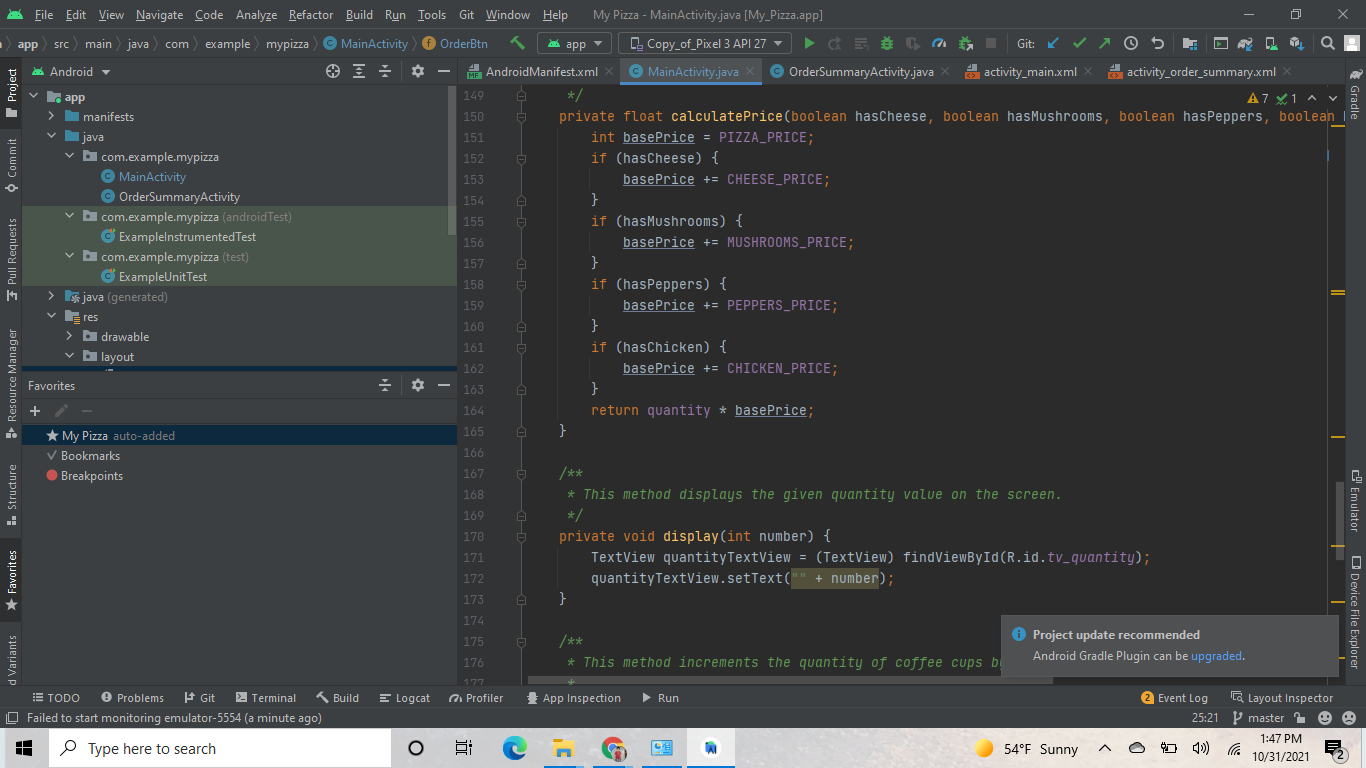 File Edit View Navigate Code Analyze Refactor Build Run Tools Git Window Help My Pizza - MainActivity.java [My_Pizza.app]
app src main java com example mypizza MainActivity OrderBtn app Copy_of_Pixel 3 API 27 Git:
Android
AndroidManifest.xml MainActivity.java OrderSummaryActivity.java activity_main.xml activity_order_summary.xml
Project
Commit
Pull Requests
Resource Manager
Structure
Favorites
d Variants
app
manifests
java
com.example.mypizza
MainActivity
OrderSummaryActivity
com.example.mypizza (androidTest)
ExampleInstrumentedTest
com.example.mypizza (test)
ExampleUnitTest
java (generated)
res
drawable
layout
Favorites
My Pizza auto-added
Bookmarks
Breakpoints
7 1
149 */
150 private float calculatePrice(boolean hasCheese, boolean hasMushrooms, boolean hasPeppers, boolean
151 int basePrice = PIZZA_PRICE;
152 if (hasCheese) {
153 basePrice += CHEESE_PRICE;
154 }
155 if (hasMushrooms) {
156 basePrice += MUSHROOMS_PRICE;
157 }
158 if (hasPeppers) {
159 basePrice += PEPPERS_PRICE;
160 }
161 if (hasChicken) {
162 basePrice += CHICKEN_PRICE;
163 }
164 return quantity * basePrice;
165 }
166
167 /**
168 * This method displays the given quantity value on the screen.
169 */
170 private void display(int number) {
171 TextView quantityTextView = (TextView) findViewById(R.id.tv_quantity);
172 quantityTextView.setText("" + number);
173 }
174
175 /**
176 * This method increments the quantity of coffee cups b
177 *
Project update recommended
Android Gradle Plugin can be upgraded.
Gradle
Emulator
Device File Explorer
TODO Problems Git Terminal Build Logcat Profiler App Inspection Run 2 Event Log Layout Inspector
Failed to start monitoring emulator-5554 (a minute ago) 25:21 master
Type here to search 54°F Sunny 1:47 PM
10/31/2021 2